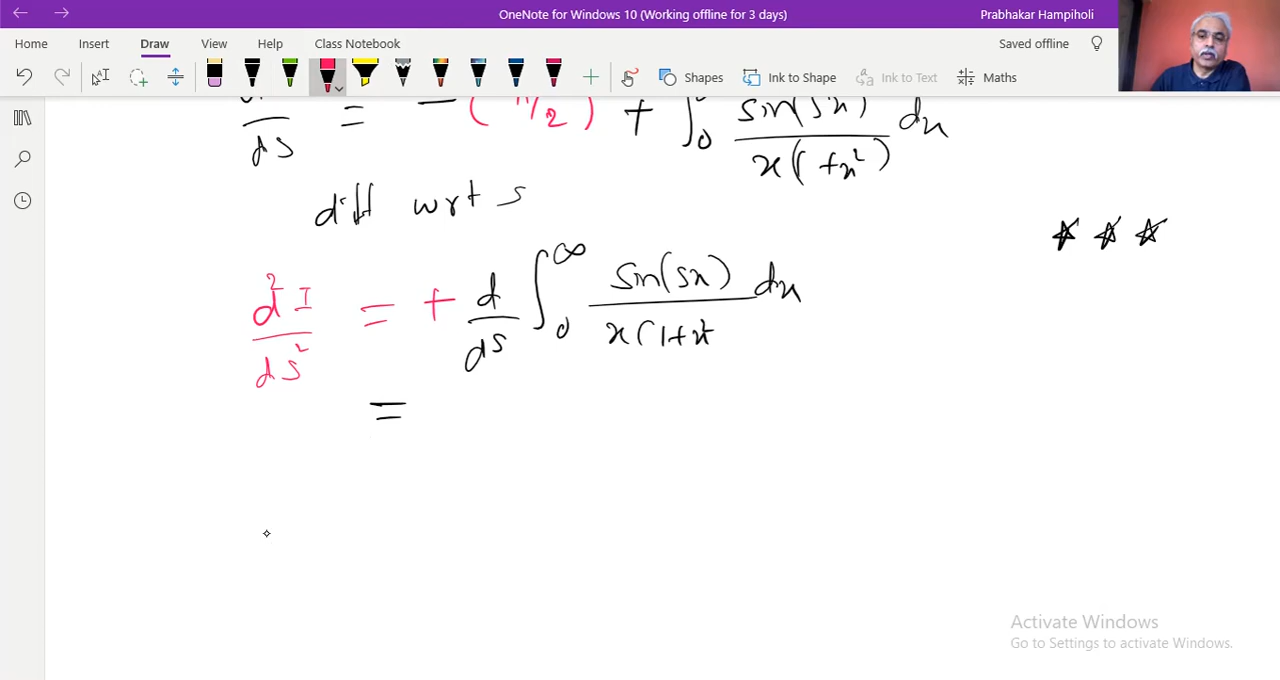 OneNote for Windows 10 (Working offline for 3 days)
Prabhakar Hampiholi
Home Insert Draw View Help Class Notebook Saved offline
Shapes Ink to Shape Ink to Text Maths
/ds = - (π/2) + ∫₀ sin(sx)/x(1+x²) dx
diff wrt s
d²I/ds² = + d/ds ∫₀^∞ sin(sx)/x(1+x² dx
=
Activate Windows
Go to Settings to activate Windows.